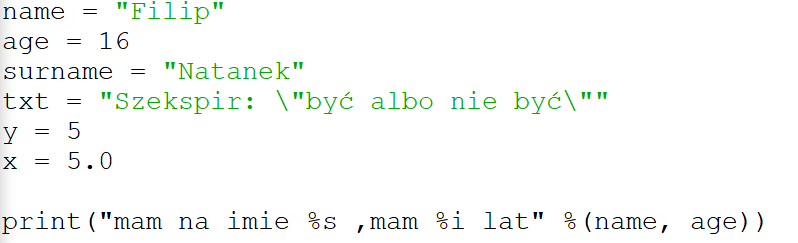 name = "Filip"
age = 16
surname = "Natanek"
txt = "Szekspir: \"być albo nie być\""
y = 5
x = 5.0
print("mam na imie %s ,mam %i lat" %(name, age))